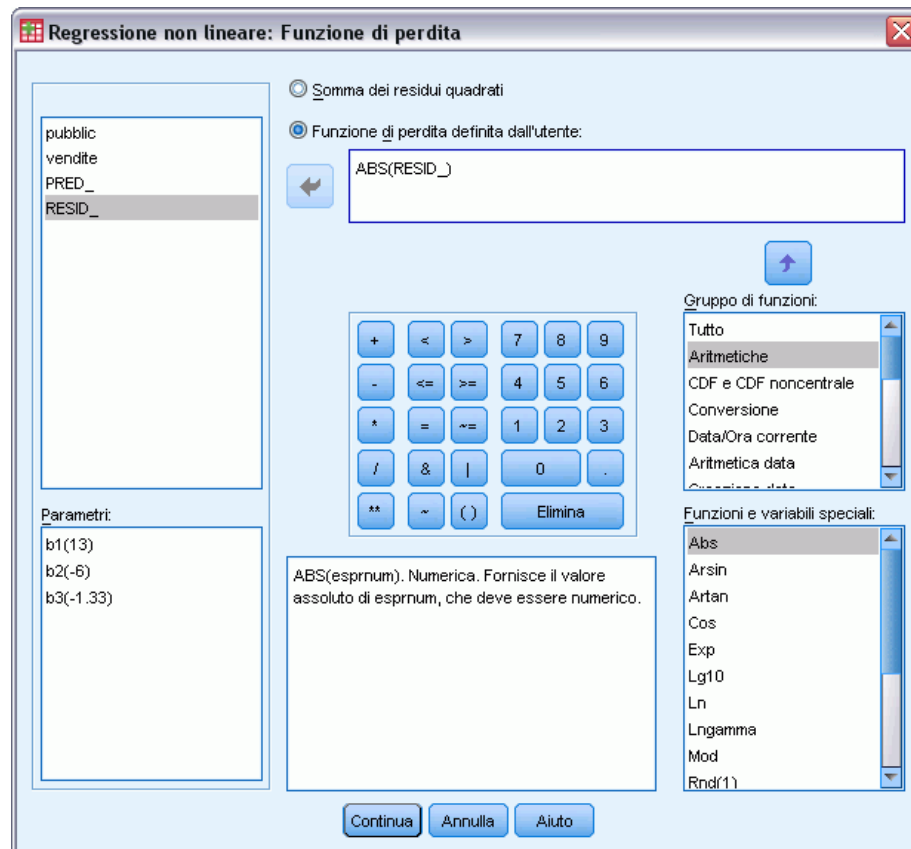 Regressione non lineare: Funzione di perdita
Somma dei residui quadrati
Funzione di perdita definita dall'utente:
pubblic
vendite
PRED_
RESID_
ABS(RESID_)
Gruppo di funzioni:
Tutto
Aritmetiche
CDF e CDF noncentrale
Conversione
Data/Ora corrente
Aritmetica data
Creazione data
+ < > 7 8 9
- <= >= 4 5 6
* = ~= 1 2 3
/ & | 0 .
** ~ ( ) Elimina
Parametri:
b1(13)
b2(-6)
b3(-1.33)
ABS(esprnum). Numerica. Fornisce il valore
assoluto di esprnum, che deve essere numerico.
Funzioni e variabili speciali:
Abs
Arsin
Artan
Cos
Exp
Lg10
Ln
Lngamma
Mod
Rnd(1)
Continua Annulla Aiuto